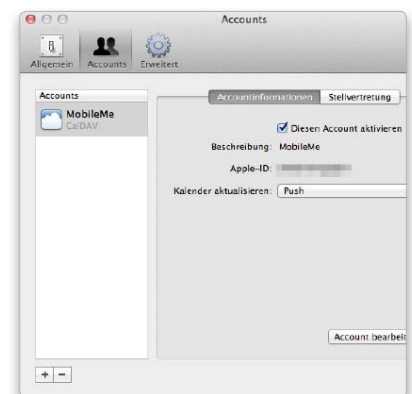 Accounts
Allgemein Accounts Erweitert
Accounts
MobileMe
CalDAV
Accountinformationen Stellvertretung
Diesen Account aktivieren
Beschreibung: MobileMe
Apple-ID:
Kalender aktualisieren: Push
Account bearbeit
+ −